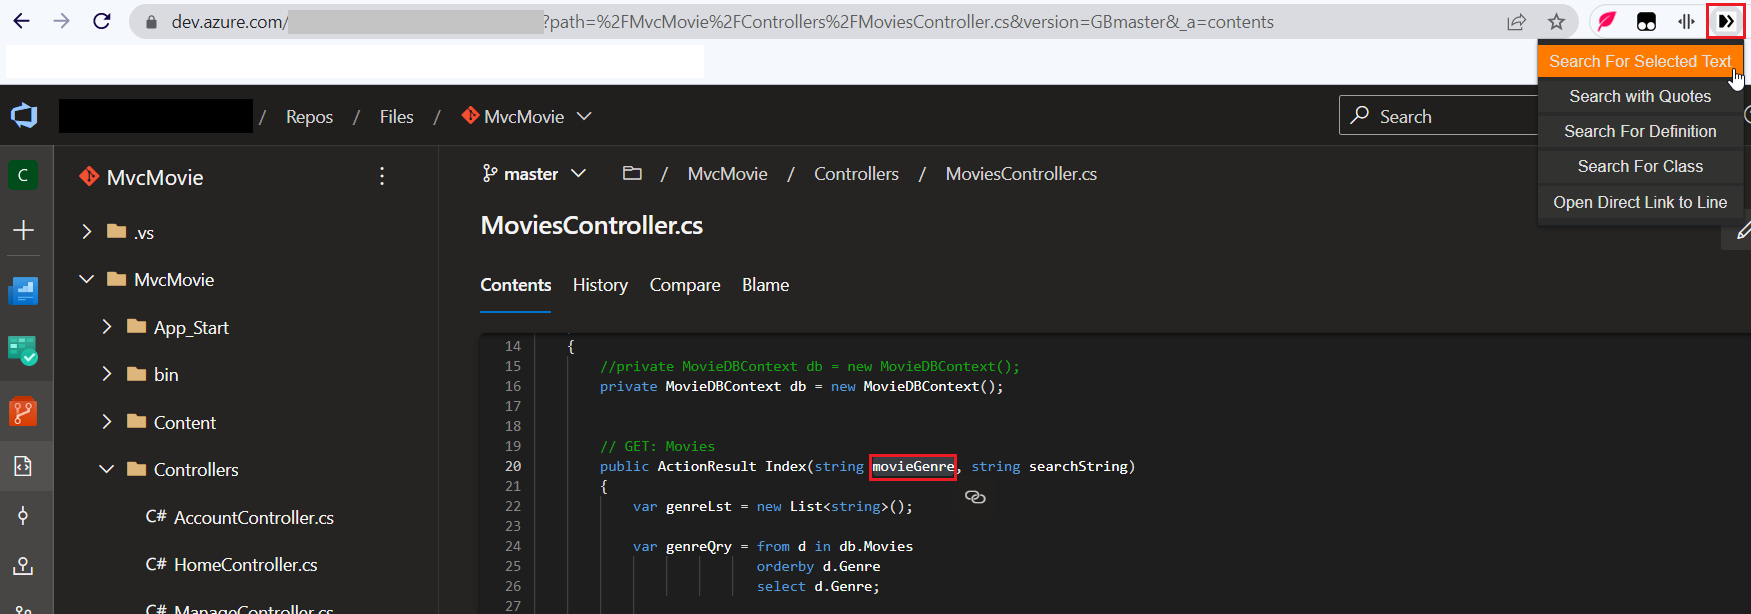 dev.azure.com/ ?path=%2FMvcMovie%2FControllers%2FMoviesController.cs&version=GBmaster&_a=contents
Search For Selected Text
Search with Quotes
Search For Definition
Search For Class
Open Direct Link to Line
/ Repos / Files / MvcMovie
Search
C
MvcMovie
.vs
MvcMovie
App_Start
bin
Content
Controllers
C# AccountController.cs
C# HomeController.cs
C# ManageController.cs
master / MvcMovie / Controllers / MoviesController.cs
MoviesController.cs
Contents History Compare Blame
14 {
15 //private MovieDBContext db = new MovieDBContext();
16 private MovieDBContext db = new MovieDBContext();
17
18
19 // GET: Movies
20 public ActionResult Index(string movieGenre, string searchString)
21 {
22 var genreLst = new List<string>();
23
24 var genreQry = from d in db.Movies
25 orderby d.Genre
26 select d.Genre;
27